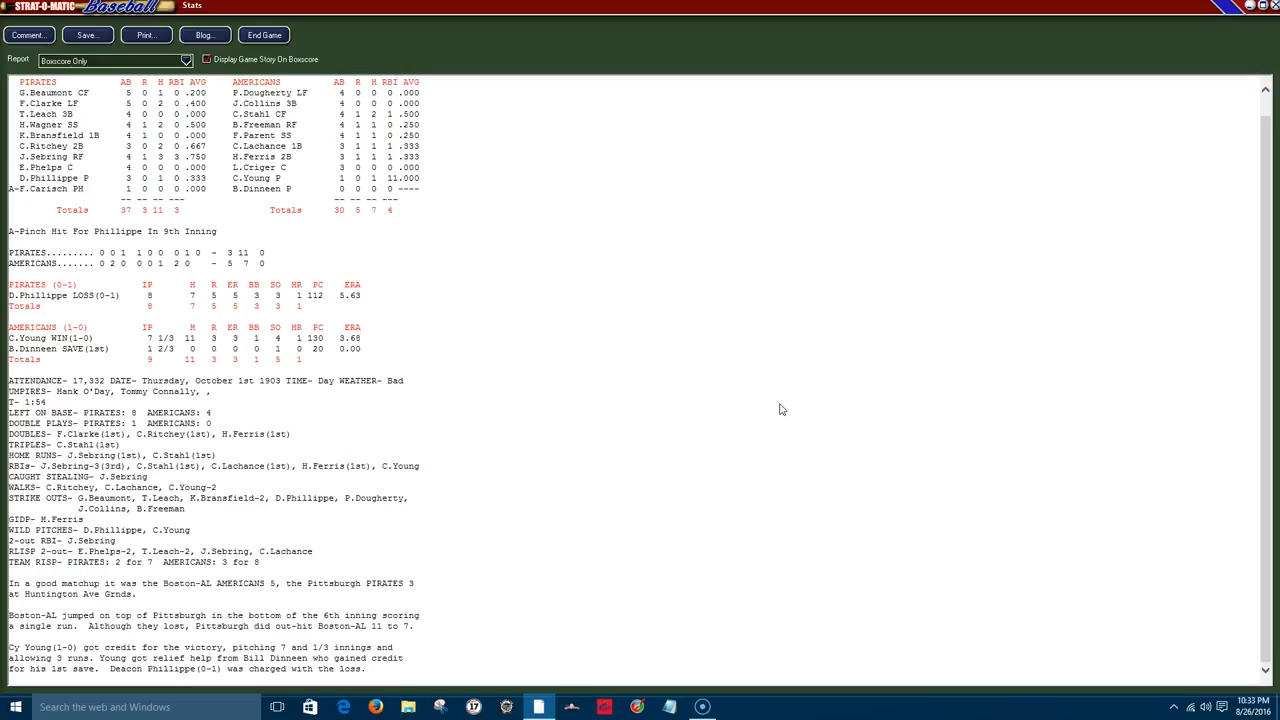 STRAT-O-MATIC Baseball Stats
Comment... Save... Print... Blog... End Game
Report Boxscore Only Display Game Story On Boxscore
PIRATES AB R H RBI AVG AMERICANS AB R H RBI AVG
G.Beaumont CF 5 0 1 0 .200 P.Dougherty LF 4 0 0 0 .000
F.Clarke LF 5 0 2 0 .400 J.Collins 3B 4 0 0 0 .000
T.Leach 3B 4 0 0 0 .000 C.Stahl CF 4 1 2 1 .500
H.Wagner SS 4 1 2 0 .500 B.Freeman RF 4 1 1 0 .250
K.Bransfield 1B 4 1 0 0 .000 F.Parent SS 4 1 1 0 .250
C.Ritchey 2B 3 0 2 0 .667 C.Lachance 1B 3 1 1 1 .333
J.Sebring RF 4 1 3 3 .750 H.Ferris 2B 3 1 1 1 .333
E.Phelps C 4 0 0 0 .000 L.Criger C 3 0 0 0 .000
D.Phillippe P 3 0 1 0 .333 C.Young P 1 0 1 11.000
A-F.Carisch PH 1 0 0 0 .000 B.Dinneen P 0 0 0 0 ----
-- -- -- --- -- -- -- ---
Totals 37 3 11 3 Totals 30 5 7 4
A-Pinch Hit For Phillippe In 9th Inning
PIRATES......... 0 0 1 1 0 0 0 1 0 - 3 11 0
AMERICANS....... 0 2 0 0 0 1 2 0 - 5 7 0
PIRATES (0-1) IP H R ER BB SO HR PC ERA
D.Phillippe LOSS(0-1) 8 7 5 5 3 3 1 112 5.63
Totals 8 7 5 5 3 3 1
AMERICANS (1-0) IP H R ER BB SO HR PC ERA
C.Young WIN(1-0) 7 1/3 11 3 3 1 4 1 130 3.68
B.Dinneen SAVE(1st) 1 2/3 0 0 0 0 1 0 20 0.00
Totals 9 11 3 3 1 5 1
ATTENDANCE- 17,332 DATE- Thursday, October 1st 1903 TIME- Day WEATHER- Bad
UMPIRES- Hank O'Day, Tommy Connally, ,
T- 1:54
LEFT ON BASE- PIRATES: 8 AMERICANS: 4
DOUBLE PLAYS- PIRATES: 1 AMERICANS: 0
DOUBLES- F.Clarke(1st), C.Ritchey(1st), H.Ferris(1st)
TRIPLES- C.Stahl(1st)
HOME RUNS- J.Sebring(1st), C.Stahl(1st)
RBIs- J.Sebring-3(3rd), C.Stahl(1st), C.Lachance(1st), H.Ferris(1st), C.Young
CAUGHT STEALING- J.Sebring
WALKS- C.Ritchey, C.Lachance, C.Young-2
STRIKE OUTS- G.Beaumont, T.Leach, K.Bransfield-2, D.Phillippe, P.Dougherty,
J.Collins, B.Freeman
GIDP- H.Ferris
WILD PITCHES- D.Phillippe, C.Young
2-out RBI- J.Sebring
RLISP 2-out- E.Phelps-2, T.Leach-2, J.Sebring, C.Lachance
TEAM RISP- PIRATES: 2 for 7 AMERICANS: 3 for 8
In a good matchup it was the Boston-AL AMERICANS 5, the Pittsburgh PIRATES 3
at Huntington Ave Grnds.
Boston-AL jumped on top of Pittsburgh in the bottom of the 6th inning scoring
a single run. Although they lost, Pittsburgh did out-hit Boston-AL 11 to 7.
Cy Young(1-0) got credit for the victory, pitching 7 and 1/3 innings and
allowing 3 runs. Young got relief help from Bill Dinneen who gained credit
for his 1st save. Deacon Phillippe(0-1) was charged with the loss.
Search the web and Windows
17
10:33 PM
8/26/2016